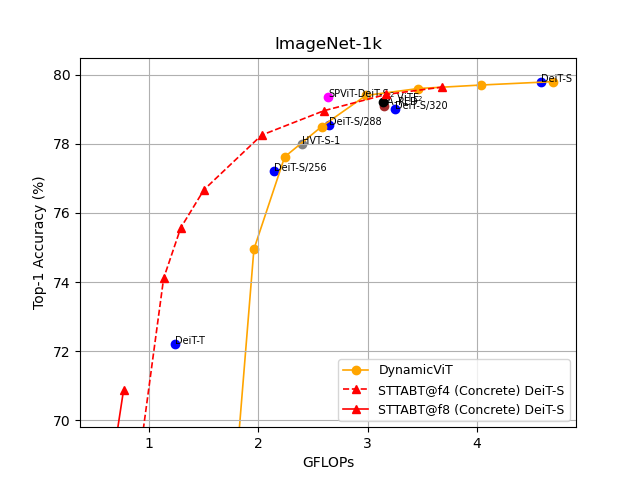 ImageNet-1k
80
78
76
74
72
70
Top-1 Accuracy (%)
DeiT-S
SPViT-DeiT-S
DeiT-S/320
DeiT-S/288
HVT-S-1
DeiT-S/256
DeiT-T
DynamicViT
STTABT@f4 (Concrete) DeiT-S
STTABT@f8 (Concrete) DeiT-S
1
2
3
4
GFLOPs